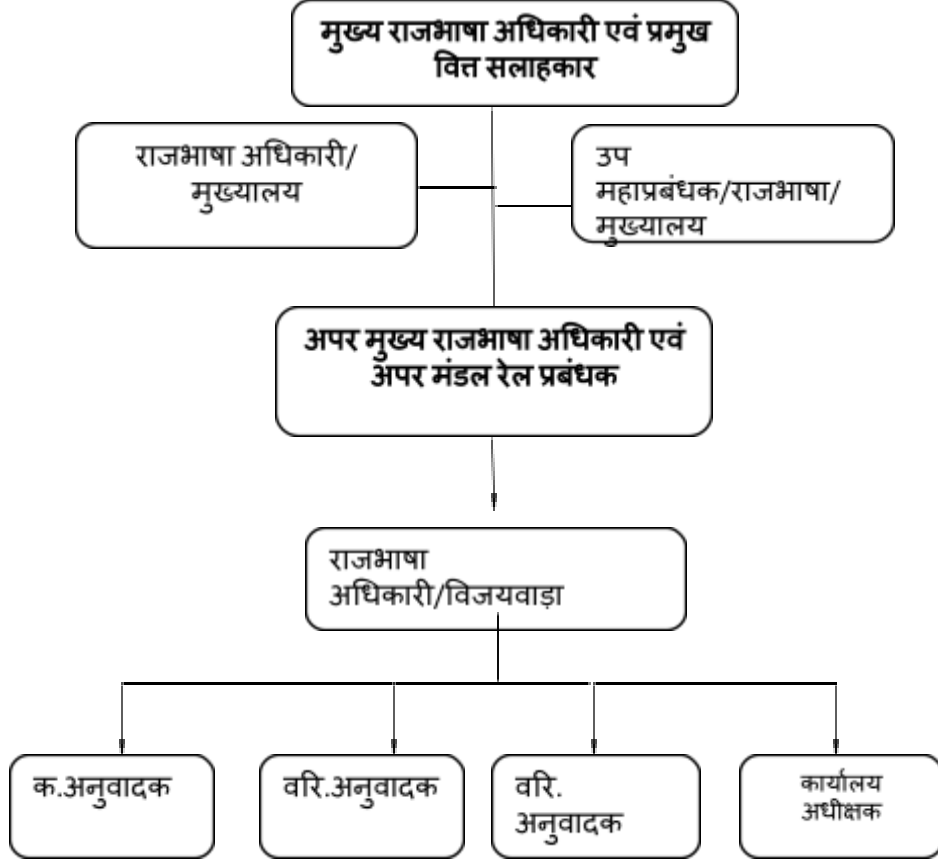 मुख्य राजभाषा अधिकारी एवं प्रमुख
वित्त सलाहकार
राजभाषा अधिकारी/
मुख्यालय
उप
महाप्रबंधक/राजभाषा/
मुख्यालय
अपर मुख्य राजभाषा अधिकारी एवं
अपर मंडल रेल प्रबंधक
राजभाषा
अधिकारी/विजयवाड़ा
क.अनुवादक
वरि.अनुवादक
वरि.
अनुवादक
कार्यालय
अधीक्षक